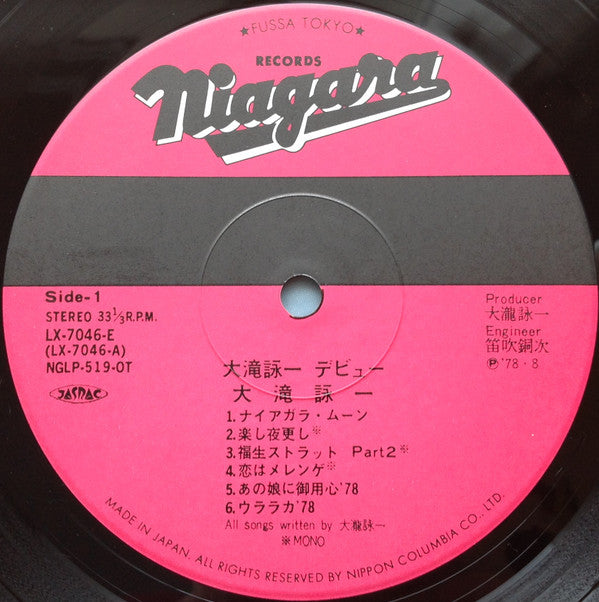 ★FUSSA TOKYO★
RECORDS
Niagara
Side-1
STEREO 33⅓R.P.M.
LX-7046-E
(LX-7046-A)
NGLP-519-OT
JASRAC
Producer
大瀧詠一
Engineer
笛吹銅次
Ⓟ'78・8
大滝詠一 デビュー
大滝詠一
1.ナイアガラ・ムーン
2.楽し夜更し※
3.福生ストラット Part2※
4.恋はメレンゲ※
5.あの娘に御用心'78
6.ウララカ'78
All songs written by 大瀧詠一
※MONO
MADE IN JAPAN. ALL RIGHTS RESERVED BY NIPPON COLUMBIA CO., LTD.